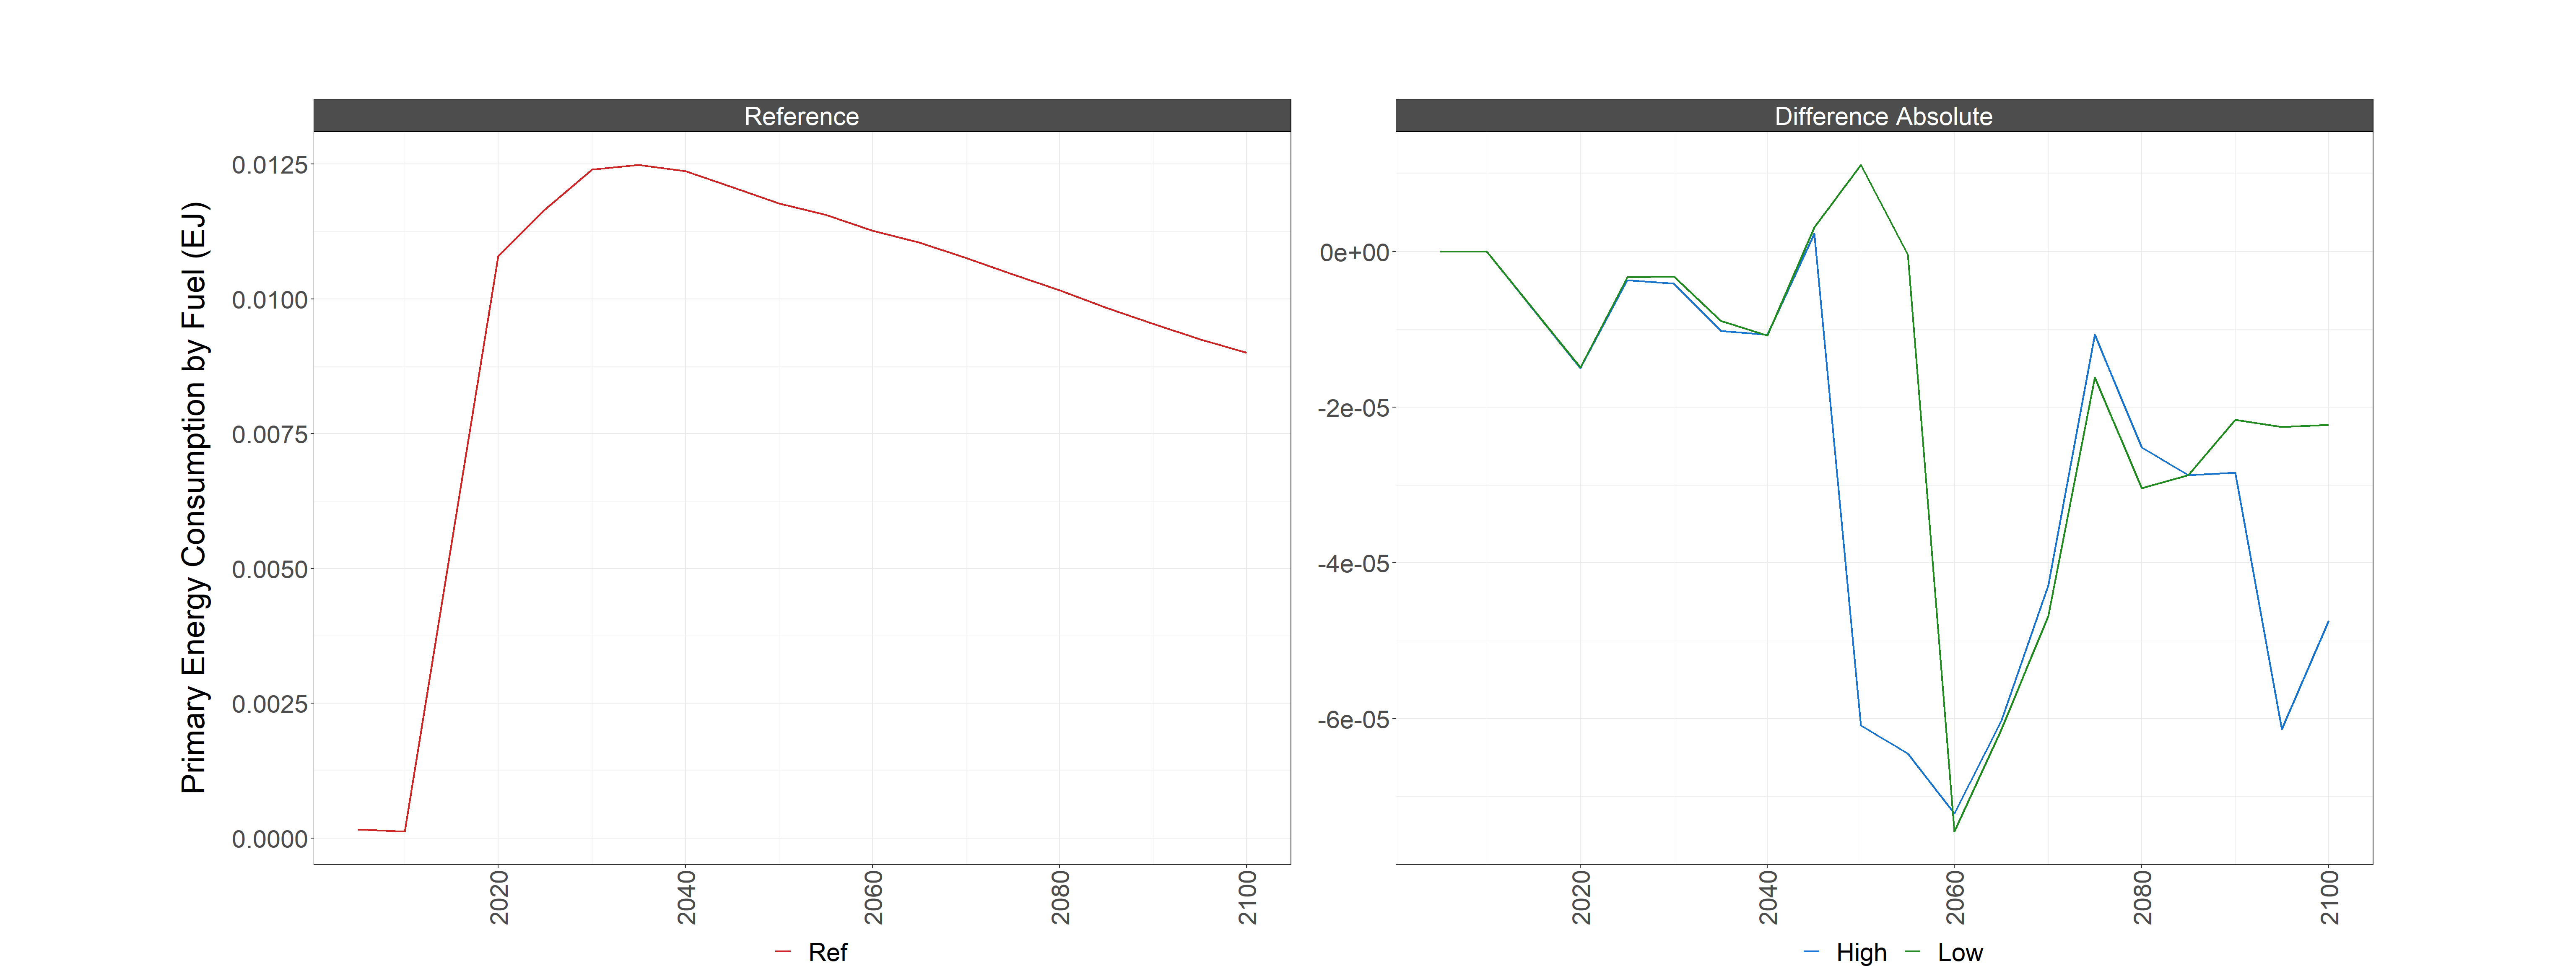 Reference
Difference Absolute
Primary Energy Consumption by Fuel (EJ)
0.0125
0.0100
0.0075
0.0050
0.0025
0.0000
2020
2040
2060
2080
2100
Ref
0e+00
-2e-05
-4e-05
-6e-05
2020
2040
2060
2080
2100
High
Low